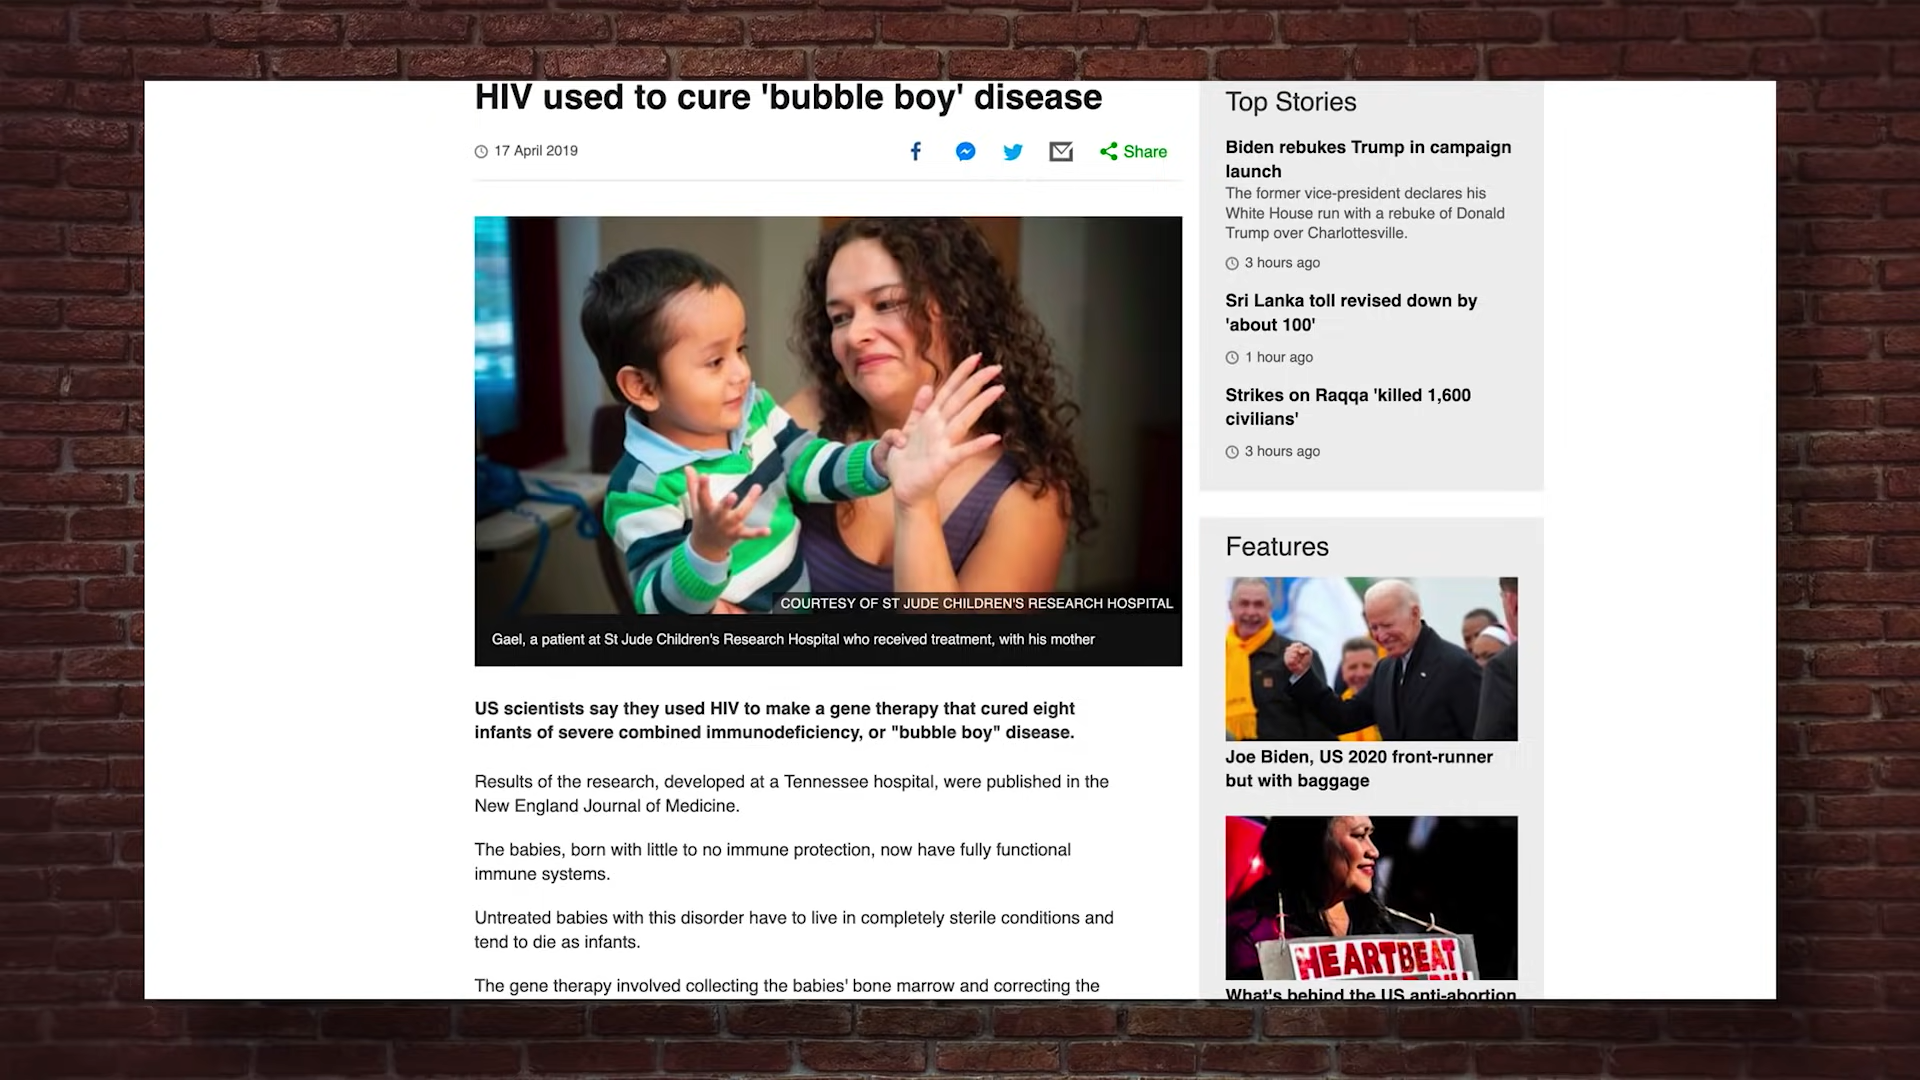 HIV used to cure 'bubble boy' disease
17 April 2019
Share
COURTESY OF ST JUDE CHILDREN'S RESEARCH HOSPITAL
Gael, a patient at St Jude Children's Research Hospital who received treatment, with his mother
US scientists say they used HIV to make a gene therapy that cured eight
infants of severe combined immunodeficiency, or "bubble boy" disease.
Results of the research, developed at a Tennessee hospital, were published in the
New England Journal of Medicine.
The babies, born with little to no immune protection, now have fully functional
immune systems.
Untreated babies with this disorder have to live in completely sterile conditions and
tend to die as infants.
The gene therapy involved collecting the babies' bone marrow and correcting the
Top Stories
Biden rebukes Trump in campaign
launch
The former vice-president declares his
White House run with a rebuke of Donald
Trump over Charlottesville.
3 hours ago
Sri Lanka toll revised down by
'about 100'
1 hour ago
Strikes on Raqqa 'killed 1,600
civilians'
3 hours ago
Features
Joe Biden, US 2020 front-runner
but with baggage
HEARTBEAT
What's behind the US anti-abortion